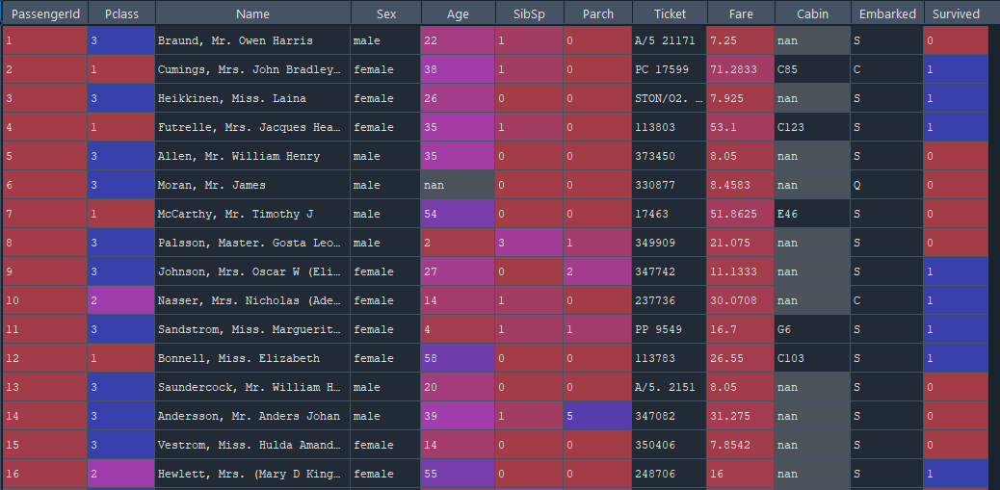 PassengerId Pclass Name Sex Age SibSp Parch Ticket Fare Cabin Embarked Survived
1 3 Braund, Mr. Owen Harris male 22 1 0 A/5 21171 7.25 nan S 0
2 1 Cumings, Mrs. John Bradley… female 38 1 0 PC 17599 71.2833 C85 C 1
3 3 Heikkinen, Miss. Laina female 26 0 0 STON/O2. … 7.925 nan S 1
4 1 Futrelle, Mrs. Jacques Hea… female 35 1 0 113803 53.1 C123 S 1
5 3 Allen, Mr. William Henry male 35 0 0 373450 8.05 nan S 0
6 3 Moran, Mr. James male nan 0 0 330877 8.4583 nan Q 0
7 1 McCarthy, Mr. Timothy J male 54 0 0 17463 51.8625 E46 S 0
8 3 Palsson, Master. Gosta Leo… male 2 3 1 349909 21.075 nan S 0
9 3 Johnson, Mrs. Oscar W (Eli… female 27 0 2 347742 11.1333 nan S 1
10 2 Nasser, Mrs. Nicholas (Ade… female 14 1 0 237736 30.0708 nan C 1
11 3 Sandstrom, Miss. Marguerit… female 4 1 1 PP 9549 16.7 G6 S 1
12 1 Bonnell, Miss. Elizabeth female 58 0 0 113783 26.55 C103 S 1
13 3 Saundercock, Mr. William H… male 20 0 0 A/5. 2151 8.05 nan S 0
14 3 Andersson, Mr. Anders Johan male 39 1 5 347082 31.275 nan S 0
15 3 Vestrom, Miss. Hulda Amand… female 14 0 0 350406 7.8542 nan S 0
16 2 Hewlett, Mrs. (Mary D King… female 55 0 0 248706 16 nan S 1